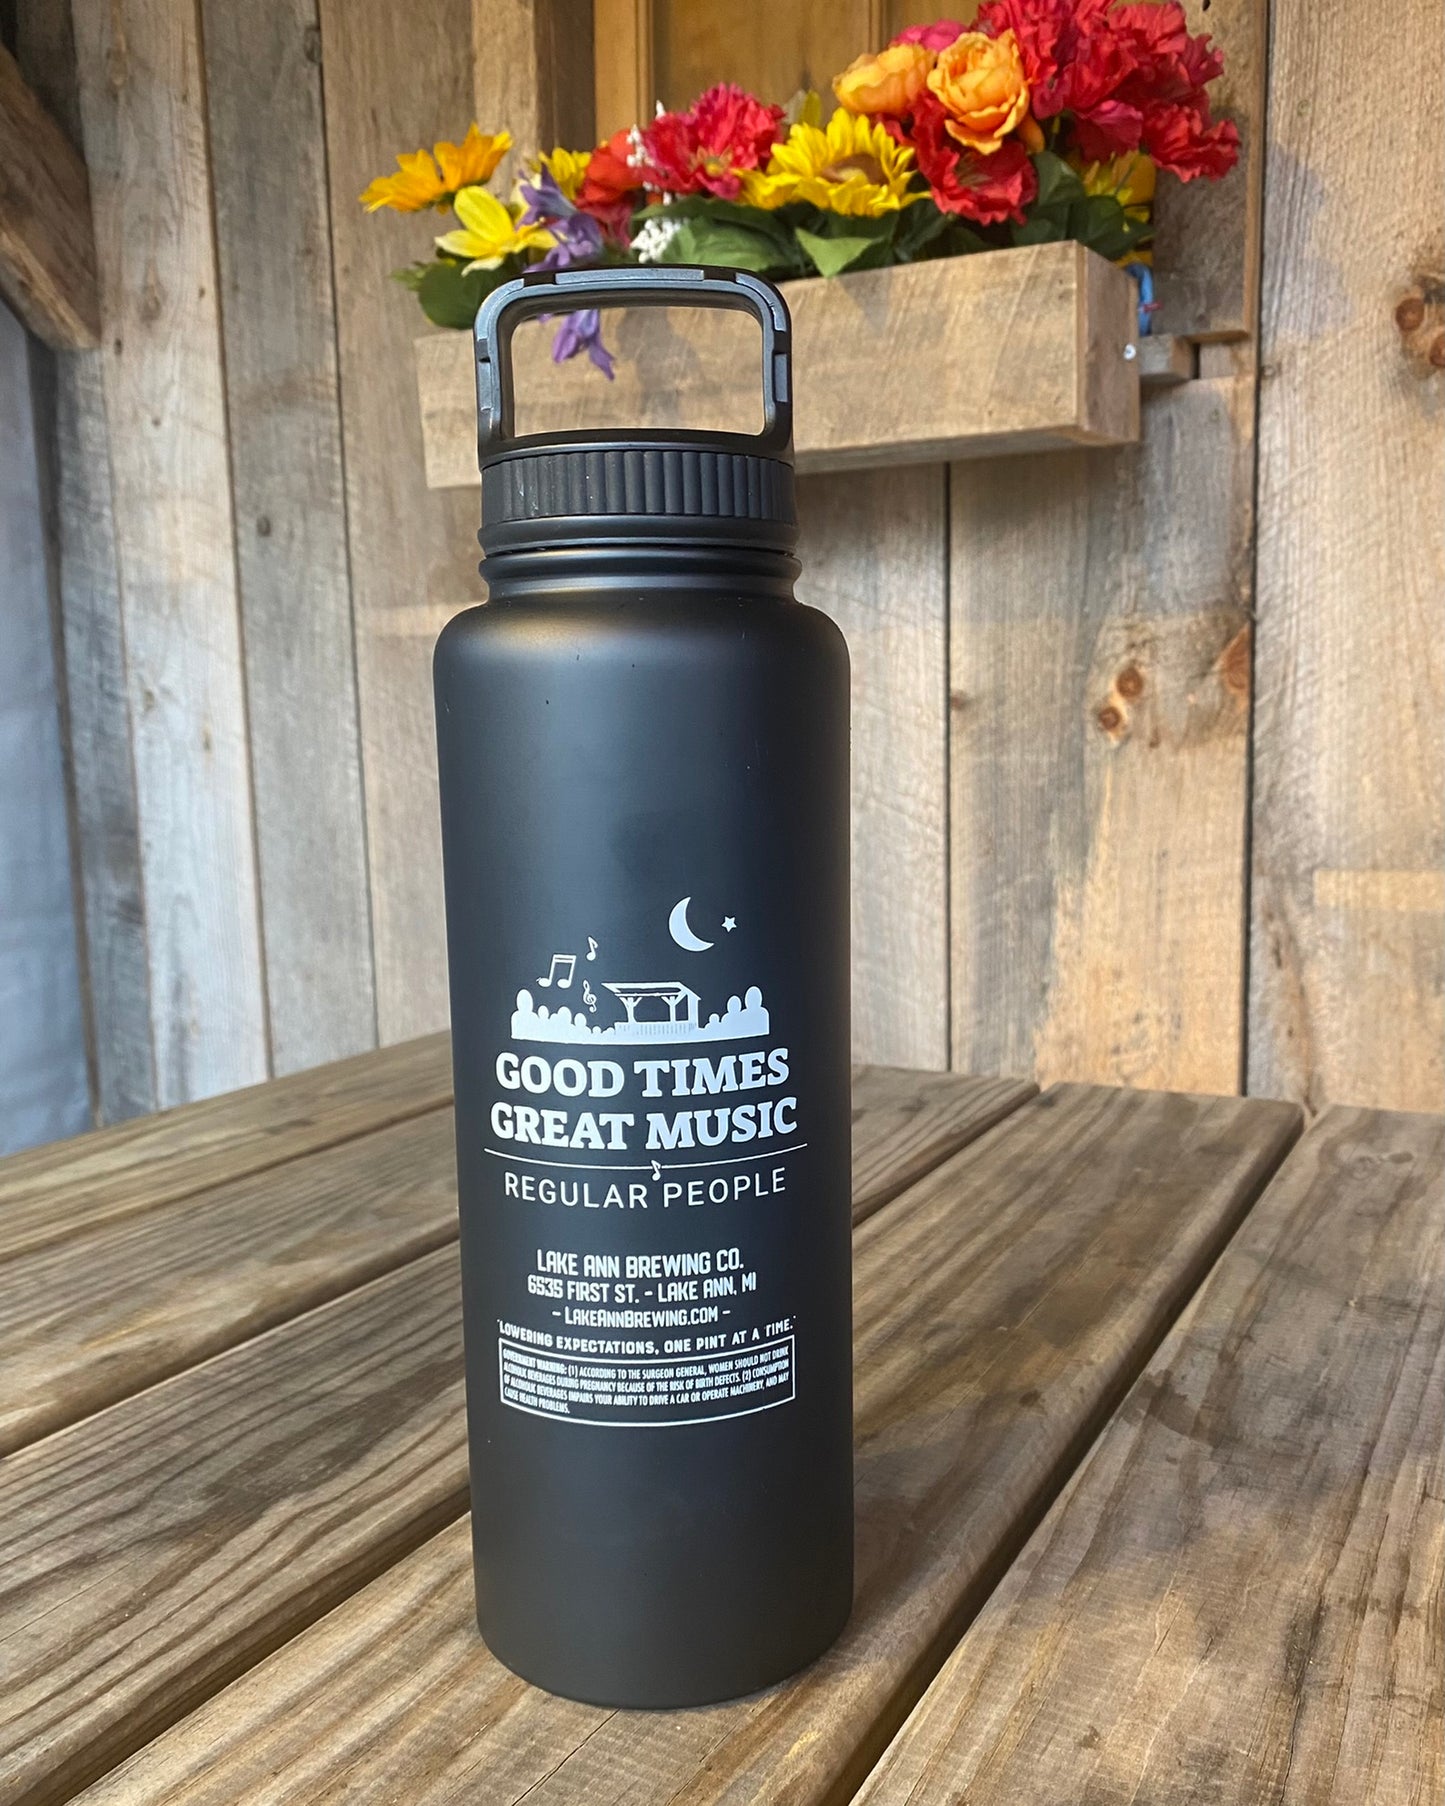 GOOD TIMES
GREAT MUSIC
REGULAR PEOPLE
LAKE ANN BREWING CO.
6535 FIRST ST. - LAKE ANN, MI
- LAKEANNBREWING.COM -
"LOWERING EXPECTATIONS, ONE PINT AT A TIME."
GOVERNMENT WARNING: (1) ACCORDING TO THE SURGEON GENERAL, WOMEN SHOULD NOT DRINK
ALCOHOLIC BEVERAGES DURING PREGNANCY BECAUSE OF THE RISK OF BIRTH DEFECTS. (2) CONSUMPTION
OF ALCOHOLIC BEVERAGES IMPAIRS YOUR ABILITY TO DRIVE A CAR OR OPERATE MACHINERY, AND MAY
CAUSE HEALTH PROBLEMS.